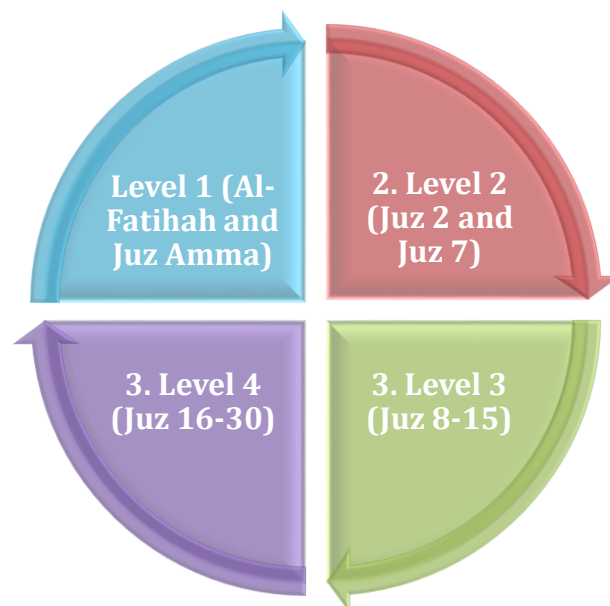 Level 1 (Al-
Fatihah and
Juz Amma)
2. Level 2
(Juz 2 and
Juz 7)
3. Level 4
(Juz 16-30)
3. Level 3
(Juz 8-15)